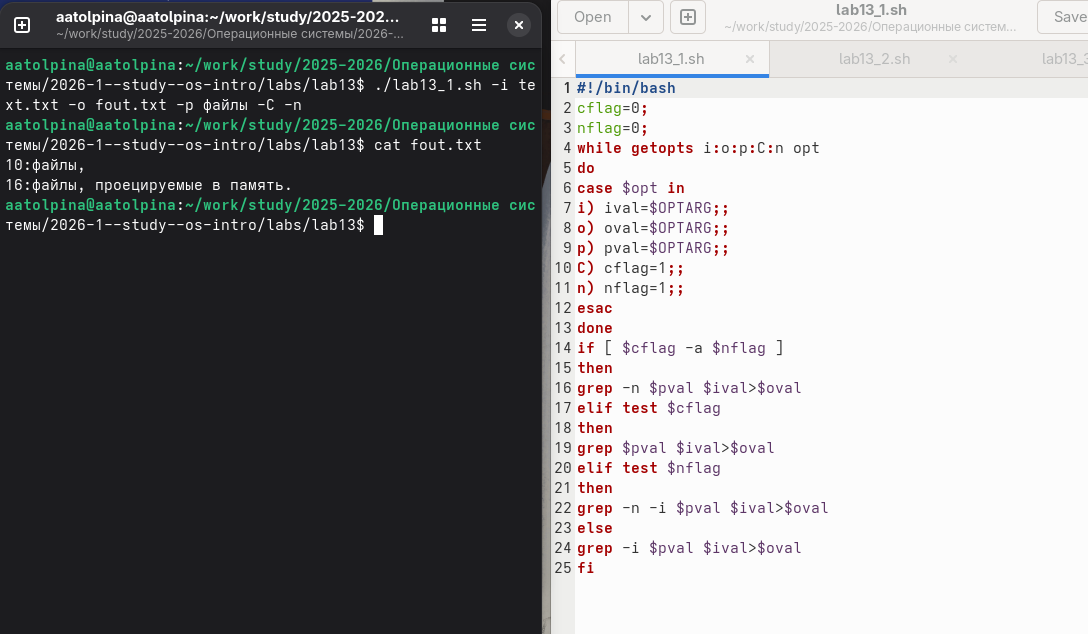 aatolpina@aatolpina:~/work/study/2025-202...
~/work/study/2025-2026/Операционные системы/2026-...
aatolpina@aatolpina:~/work/study/2025-2026/Операционные сис
темы/2026-1--study--os-intro/labs/lab13$ ./lab13_1.sh -i te
xt.txt -o fout.txt -p файлы -C -n
aatolpina@aatolpina:~/work/study/2025-2026/Операционные сис
темы/2026-1--study--os-intro/labs/lab13$ cat fout.txt
10:файлы,
16:файлы, проецируемые в память.
aatolpina@aatolpina:~/work/study/2025-2026/Операционные сис
темы/2026-1--study--os-intro/labs/lab13$
Open
lab13_1.sh
~/work/study/2025-2026/Операционные систем...
Save
lab13_1.sh
lab13_2.sh
lab13_3
1 #!/bin/bash
2 cflag=0;
3 nflag=0;
4 while getopts i:o:p:C:n opt
5 do
6 case $opt in
7 i) ival=$OPTARG;;
8 o) oval=$OPTARG;;
9 p) pval=$OPTARG;;
10 C) cflag=1;;
11 n) nflag=1;;
12 esac
13 done
14 if [ $cflag -a $nflag ]
15 then
16 grep -n $pval $ival>$oval
17 elif test $cflag
18 then
19 grep $pval $ival>$oval
20 elif test $nflag
21 then
22 grep -n -i $pval $ival>$oval
23 else
24 grep -i $pval $ival>$oval
25 fi